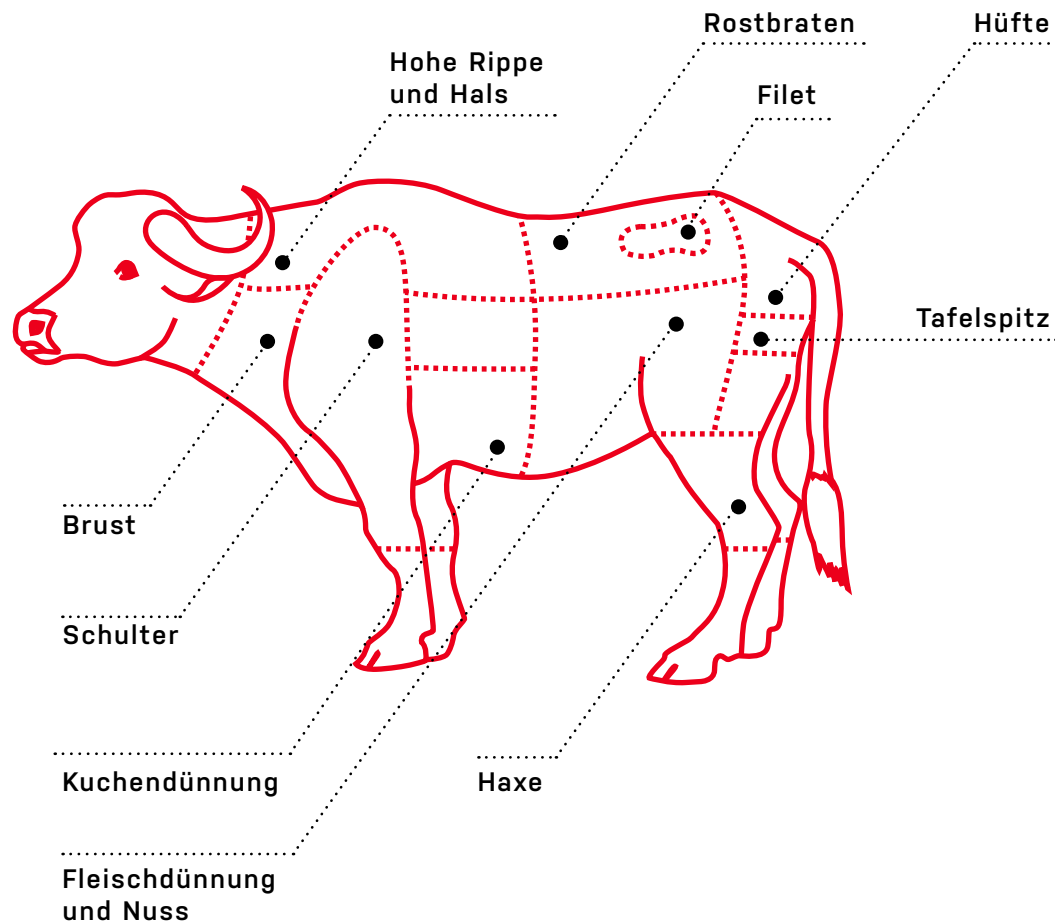 Rostbraten
Hüfte
Hohe Rippe
und Hals
Filet
Tafelspitz
Brust
Schulter
Kuchendünnung
Haxe
Fleischdünnung
und Nuss